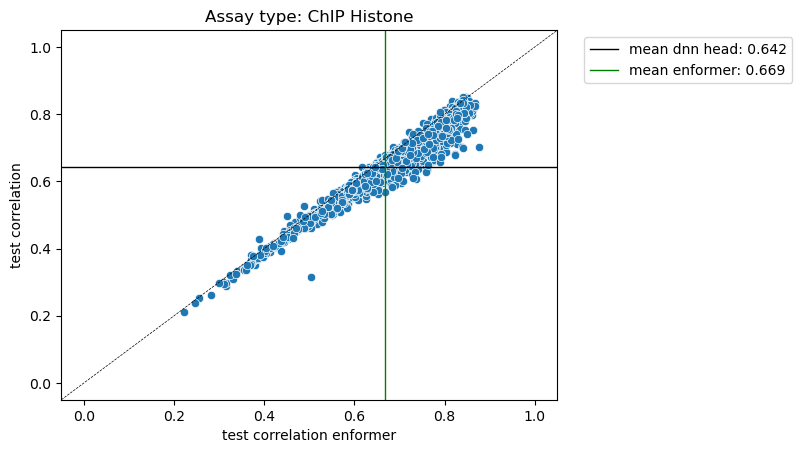 Assay type: ChIP Histone
mean dnn head: 0.642
mean enformer: 0.669
test correlation
1.0
0.8
0.6
0.4
0.2
0.0
0.0 0.2 0.4 0.6 0.8 1.0
test correlation enformer